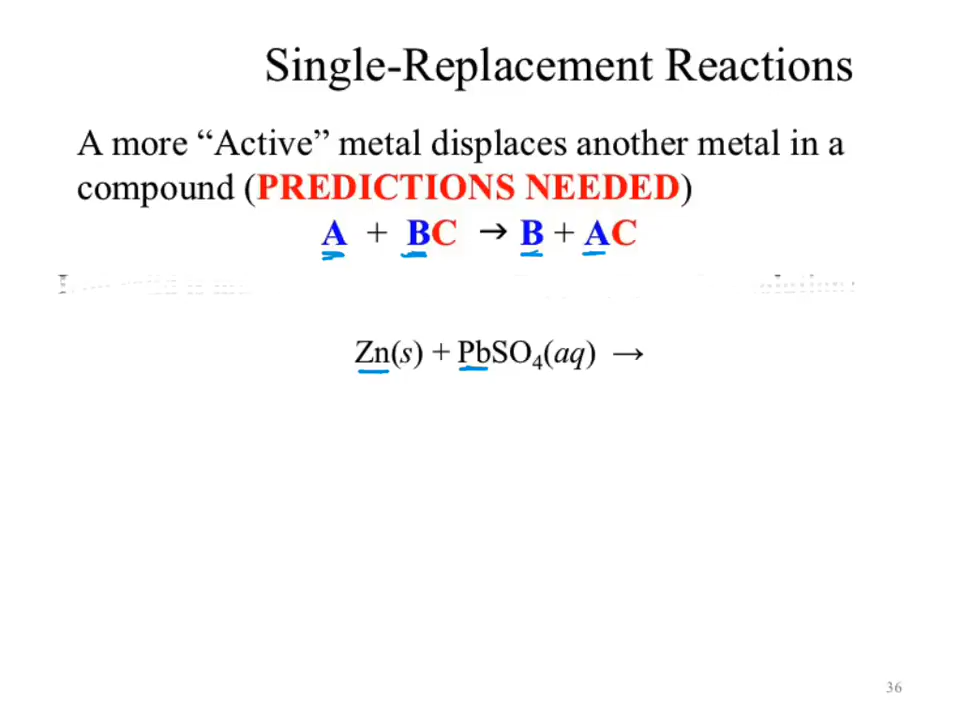 Single-Replacement Reactions
A more “Active” metal displaces another metal in a
compound (PREDICTIONS NEEDED)
A + BC → B + AC
Zn(s) + PbSO₄(aq) →
36